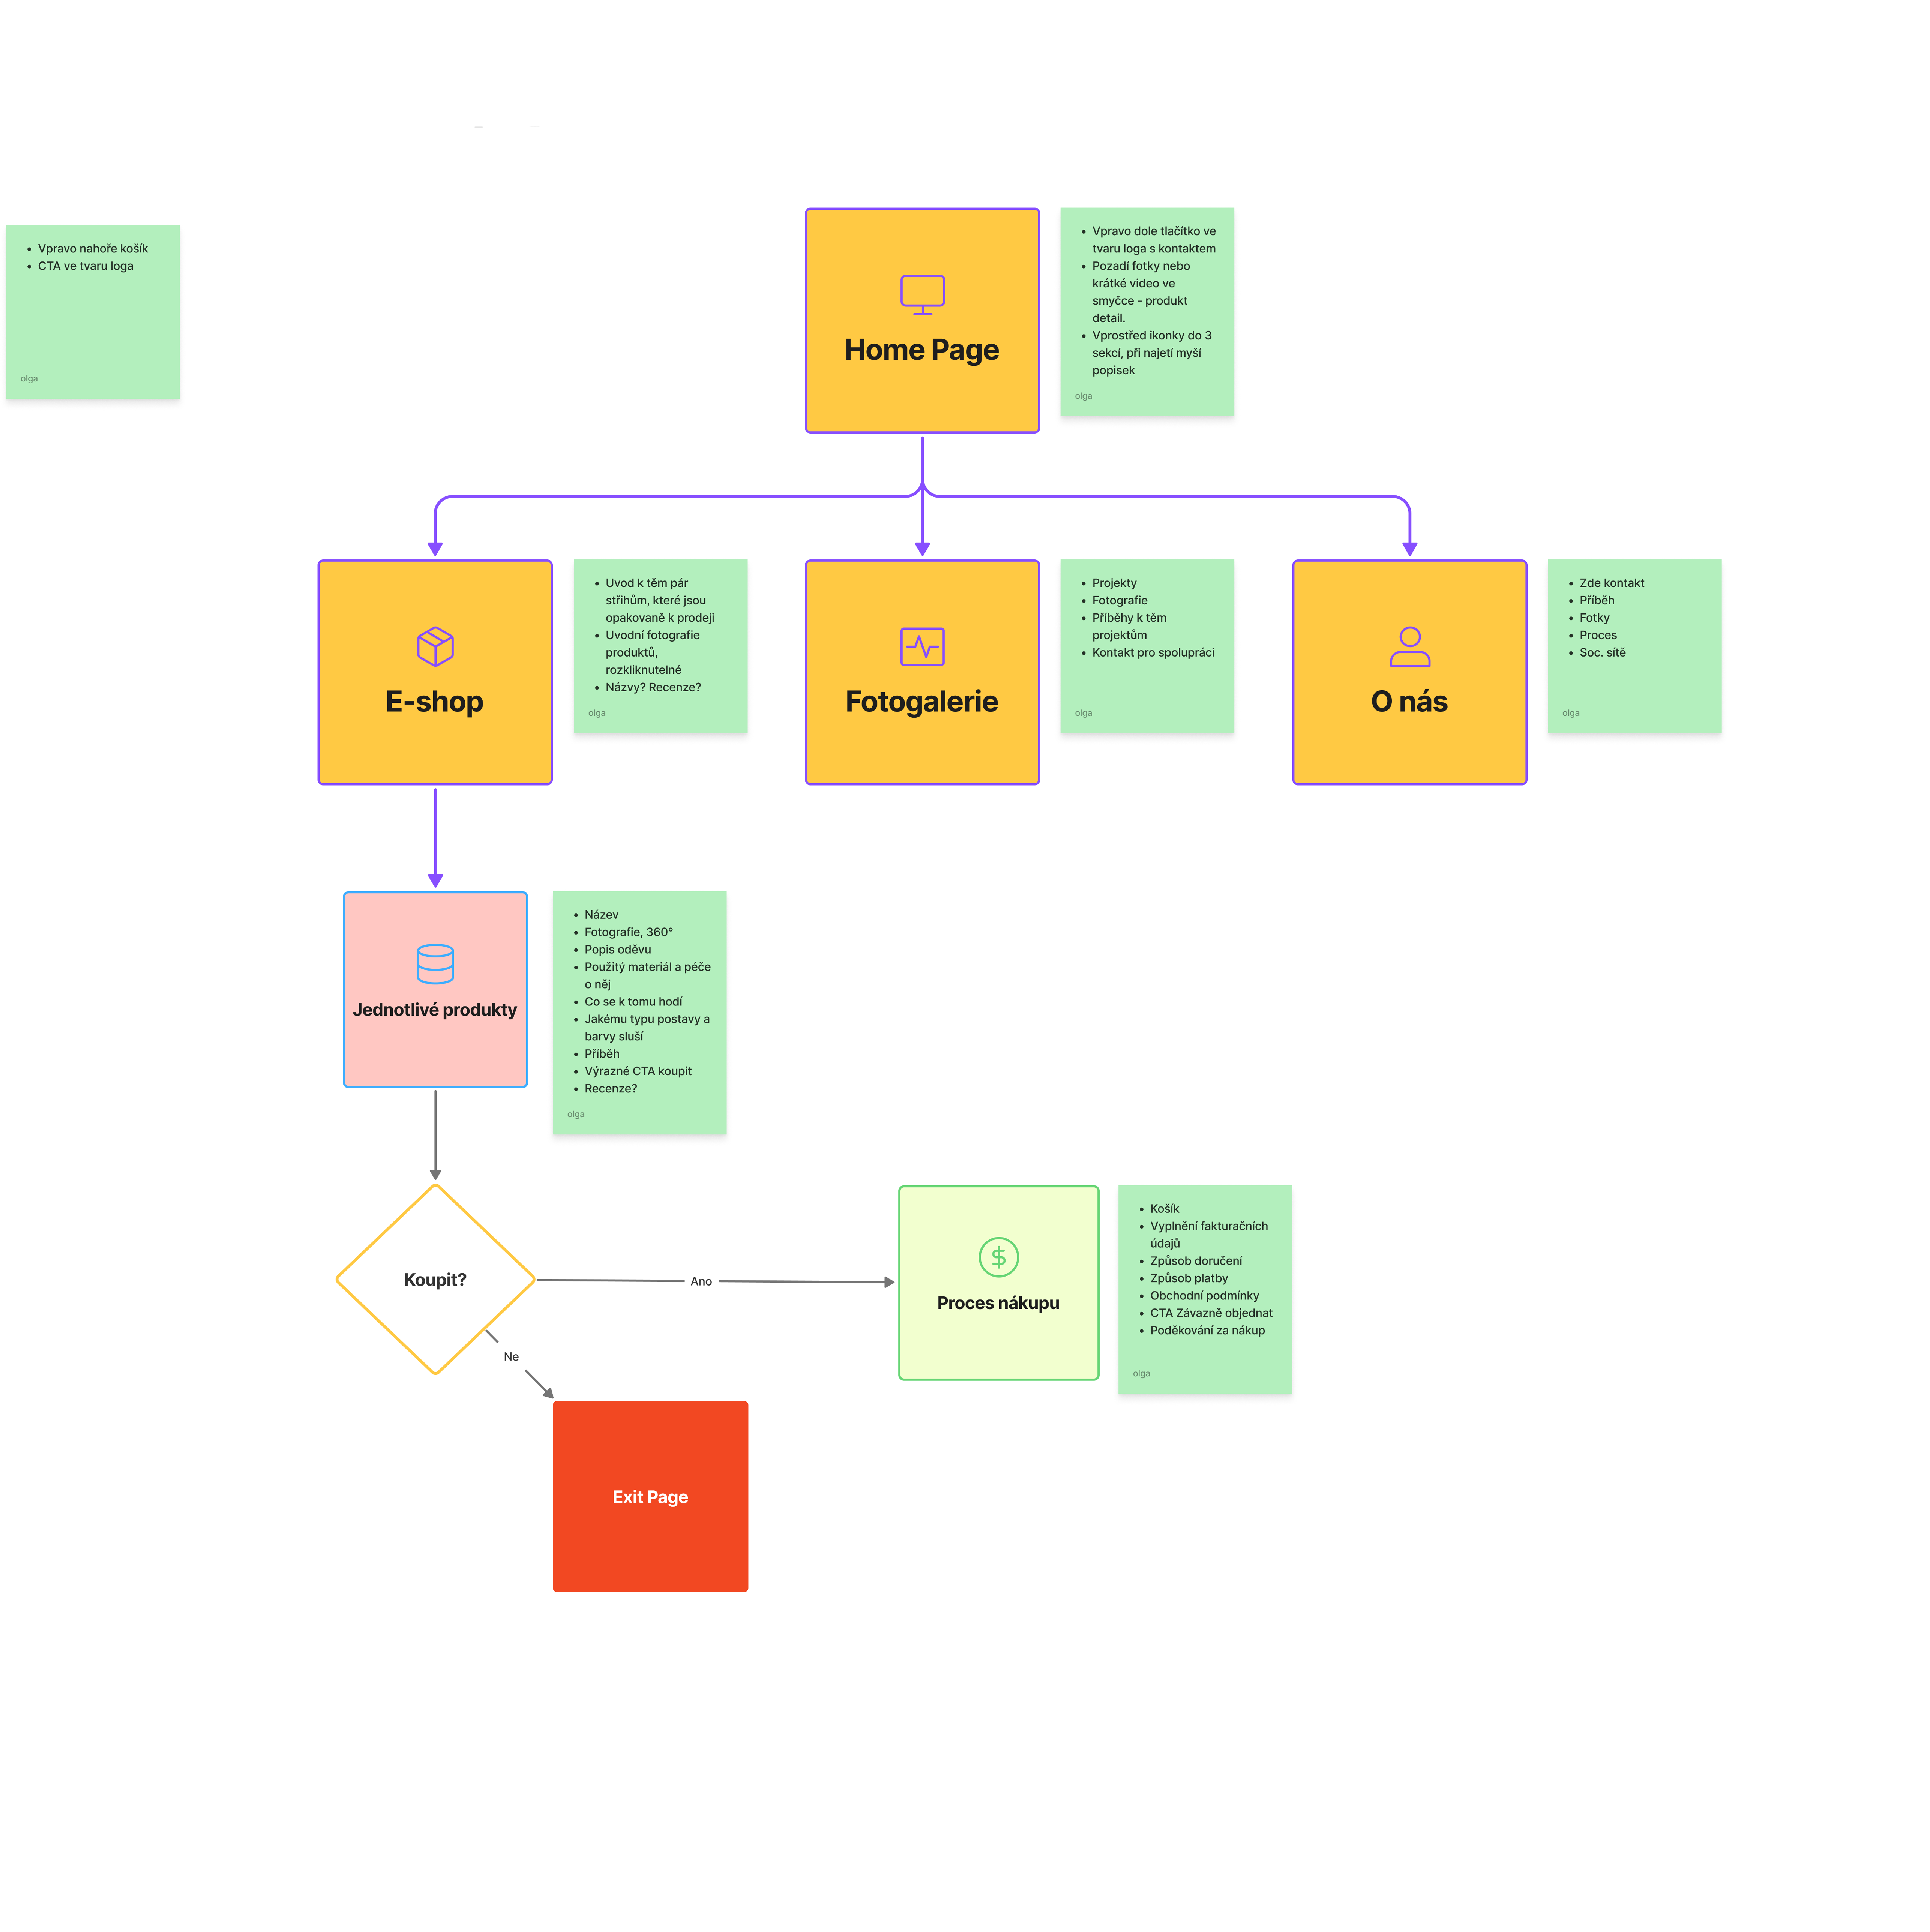 • Vpravo nahoře košík
• CTA ve tvaru loga
olga
Home Page
• Vpravo dole tlačítko ve
tvaru loga s kontaktem
• Pozadí fotky nebo
krátké video ve
smyčce - produkt
detail.
• Vprostřed ikonky do 3
sekcí, při najetí myší
popisek
olga
E-shop
• Uvod k těm pár
střihům, které jsou
opakovaně k prodeji
• Uvodní fotografie
produktů,
rozkliknutelné
• Názvy? Recenze?
olga
Fotogalerie
• Projekty
• Fotografie
• Příběhy k těm
projektům
• Kontakt pro spolupráci
olga
O nás
• Zde kontakt
• Příběh
• Fotky
• Proces
• Soc. sítě
olga
Jednotlivé produkty
• Název
• Fotografie, 360°
• Popis oděvu
• Použitý materiál a péče
o něj
• Co se k tomu hodí
• Jakému typu postavy a
barvy sluší
• Příběh
• Výrazné CTA koupit
• Recenze?
olga
Koupit?
Ano
Ne
Proces nákupu
$
• Košík
• Vyplnění fakturačních
údajů
• Způsob doručení
• Způsob platby
• Obchodní podmínky
• CTA Závazně objednat
• Poděkování za nákup
olga
Exit Page